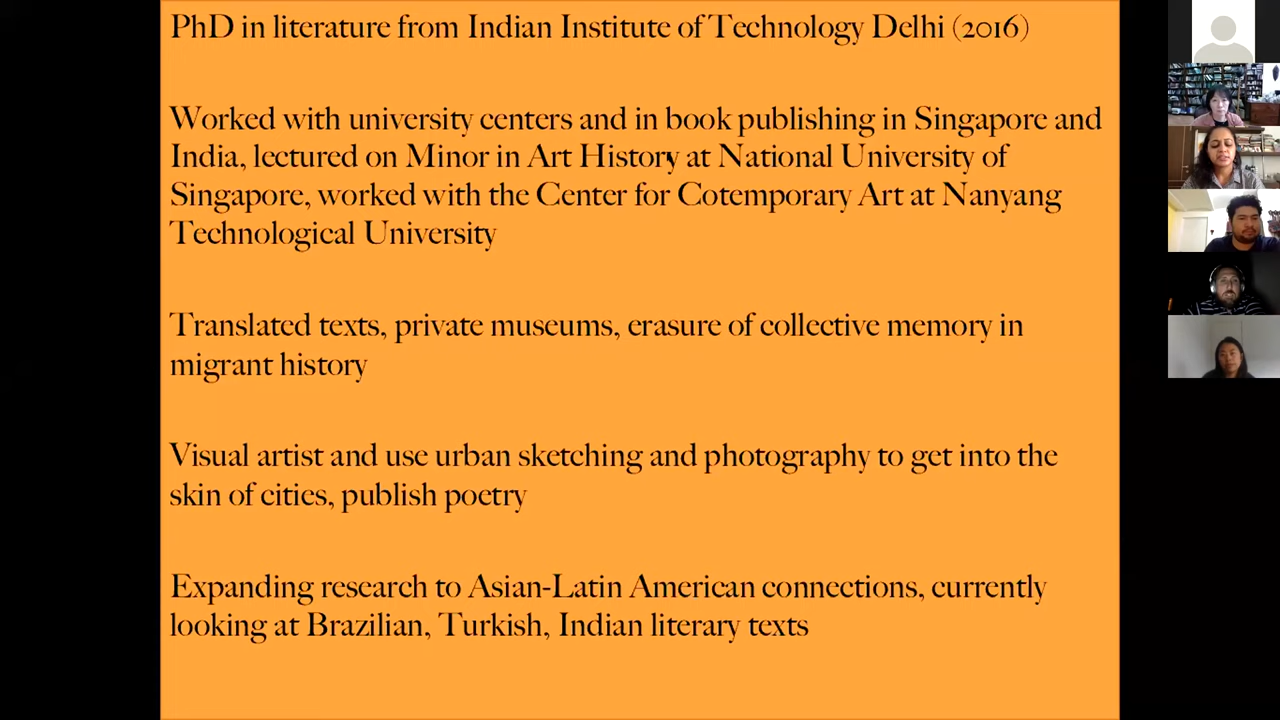 PhD in literature from Indian Institute of Technology Delhi (2016)
Worked with university centers and in book publishing in Singapore and
India, lectured on Minor in Art History at National University of
Singapore, worked with the Center for Cotemporary Art at Nanyang
Technological University
Translated texts, private museums, erasure of collective memory in
migrant history
Visual artist and use urban sketching and photography to get into the
skin of cities, publish poetry
Expanding research to Asian-Latin American connections, currently
looking at Brazilian, Turkish, Indian literary texts